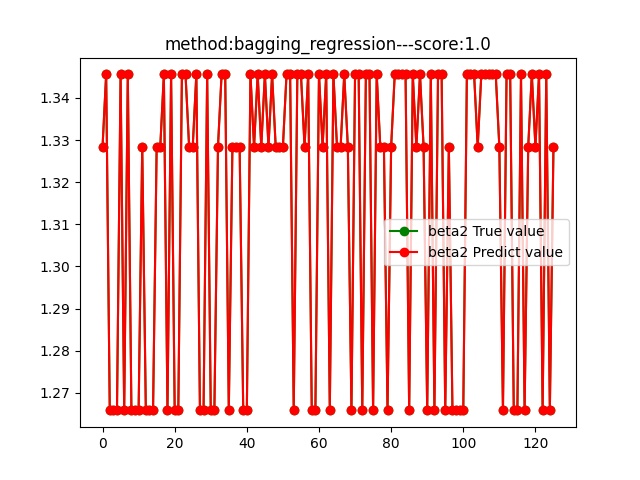 method:bagging_regression---score:1.0
1.34
1.33
1.32
1.31
1.30
1.29
1.28
1.27
beta2 True value
beta2 Predict value
0 20 40 60 80 100 120